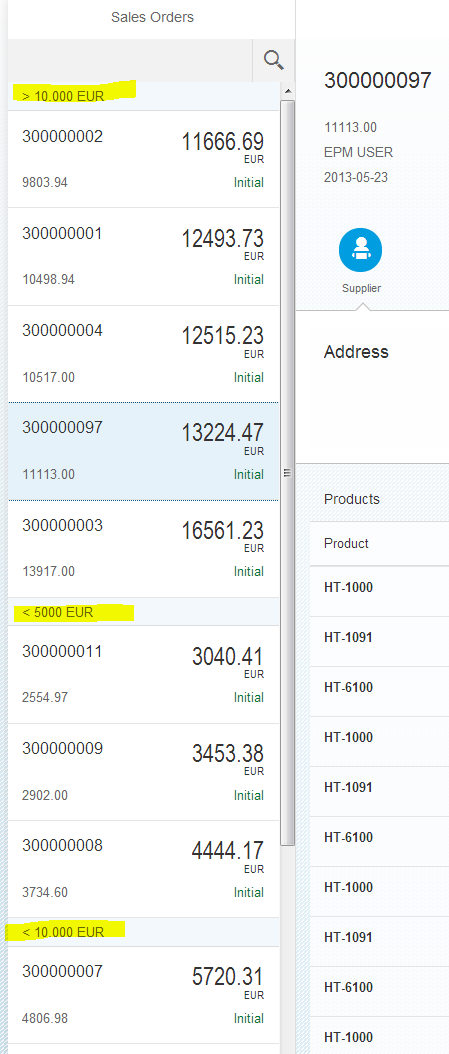 Sales Orders
> 10.000 EUR
300000002
11666.69
EUR
9803.94
Initial
300000001
12493.73
EUR
10498.94
Initial
300000004
12515.23
EUR
10517.00
Initial
300000097
13224.47
EUR
11113.00
Initial
300000003
16561.23
EUR
13917.00
Initial
< 5000 EUR
300000011
3040.41
EUR
2554.97
Initial
300000009
3453.38
EUR
2902.00
Initial
300000008
4444.17
EUR
3734.60
Initial
< 10.000 EUR
300000007
5720.31
EUR
4806.98
Initial
300000097
11113.00
EPM USER
2013-05-23
Supplier
Address
Products
Product
HT-1000
HT-1091
HT-6100
HT-1000
HT-1091
HT-6100
HT-1000
HT-1091
HT-6100
HT-1000